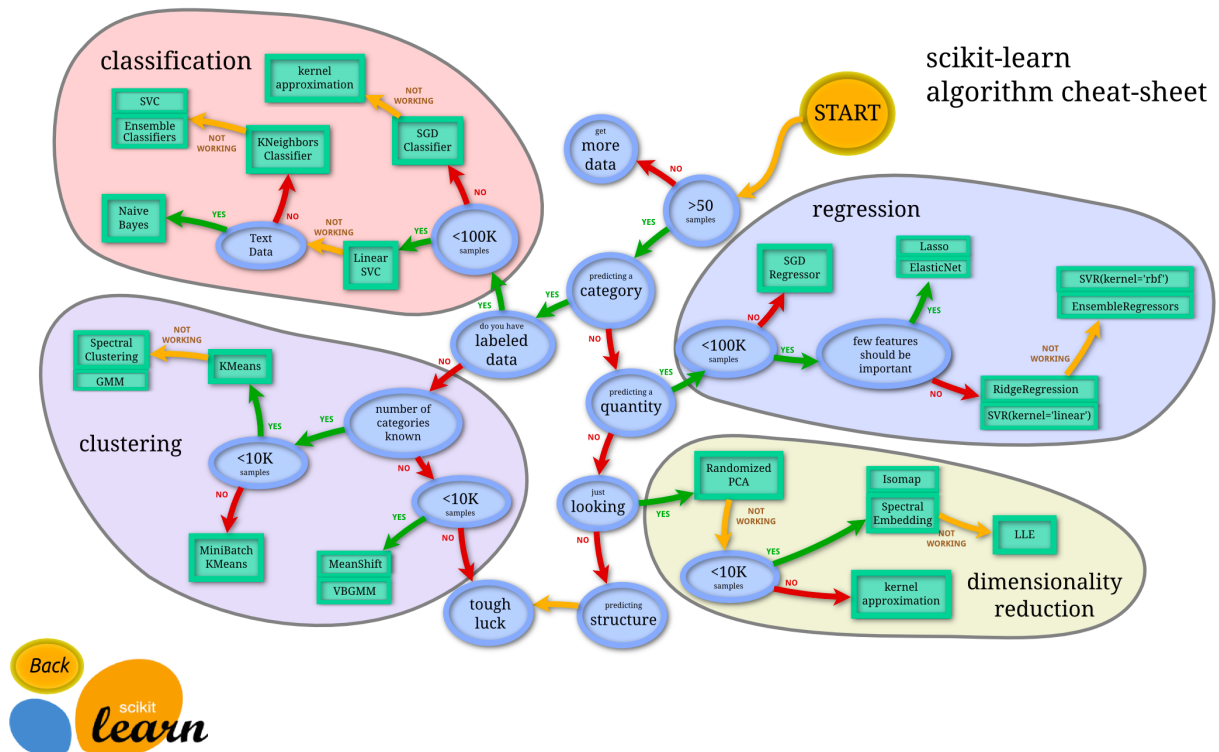 scikit-learn
algorithm cheat-sheet
START
>50
samples
NO
get
more
data
YES
predicting a
category
YES
do you have
labeled
data
YES
classification
<100K
samples
NO
SGD
Classifier
NOT
WORKING
kernel
approximation
YES
Linear
SVC
NOT
WORKING
Text
Data
YES
Naive
Bayes
NO
KNeighbors
Classifier
NOT
WORKING
SVC
Ensemble
Classifiers
NO
clustering
number of
categories
known
YES
<10K
samples
YES
KMeans
NOT
WORKING
Spectral
Clustering
GMM
NO
MiniBatch
KMeans
NO
<10K
samples
YES
MeanShift
VBGMM
NO
tough
luck
NO
predicting a
quantity
YES
regression
<100K
samples
NO
SGD
Regressor
YES
few features
should be
important
YES
Lasso
ElasticNet
NO
RidgeRegression
SVR(kernel='linear')
NOT
WORKING
SVR(kernel='rbf')
EnsembleRegressors
NO
just
looking
YES
dimensionality
reduction
Randomized
PCA
NOT
WORKING
<10K
samples
YES
Isomap
Spectral
Embedding
NOT
WORKING
LLE
NO
kernel
approximation
NO
predicting
structure
Back
scikit
learn